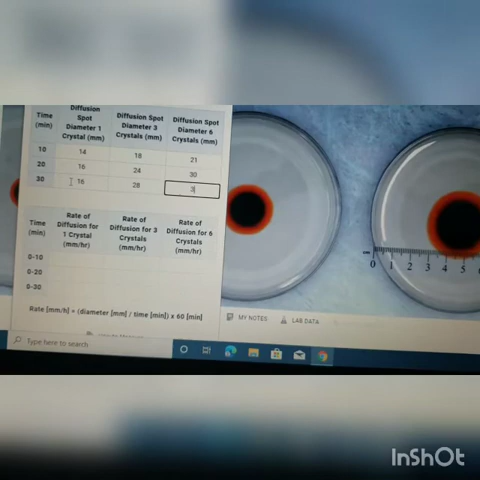 Time (min) Diffusion Spot Diameter 1 Crystal (mm) Diffusion Spot Diameter 3 Crystals (mm) Diffusion Spot Diameter 6 Crystals (mm)
10 14 18 21
20 16 24 30
30 16 28 3
Time (min) Rate of Diffusion for 1 Crystal (mm/hr) Rate of Diffusion for 3 Crystals (mm/hr) Rate of Diffusion for 6 Crystals (mm/hr)
0-10
0-20
0-30
Rate [mm/h] = (diameter [mm] / time [min]) x 60 [min]
0 1 2 3 4 5
MY NOTES LAB DATA
Type here to search
InShOt